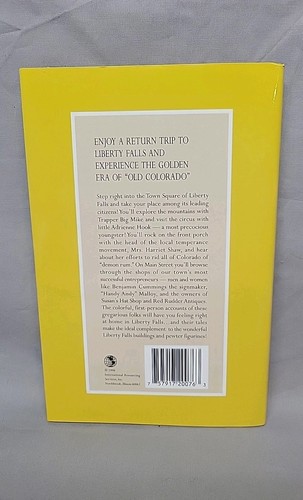 ENJOY A RETURN TRIP TO
LIBERTY FALLS AND
EXPERIENCE THE GOLDEN
ERA OF "OLD COLORADO"
Step right into the Town Square of Liberty
Falls and take your place among its leading
citizens! You'll explore the mountains with
Trapper Big Mike and visit the circus with
little Adrienne Hook — a most precocious
youngster! You'll rock on the front porch
with the head of the local temperance
movement, Mrs. Harriet Shaw, and hear
about her efforts to rid all of Colorado of
"demon rum." On Main Street you'll browse
through the shops of our town's most
successful entrepreneurs – men and women
like Benjamin Cummings the signmaker,
"Handy Andy" Malloy, and the owners of
Susan's Hat Shop and Red Rudder Antiques.
The colorful, first-person accounts of these
gregarious folks will have you feeling right
at home in Liberty Falls...and their tales
make the ideal complement to the wonderful
Liberty Falls buildings and pewter figurines!
International Resourcing
Services Inc.
7 57917 20076 3